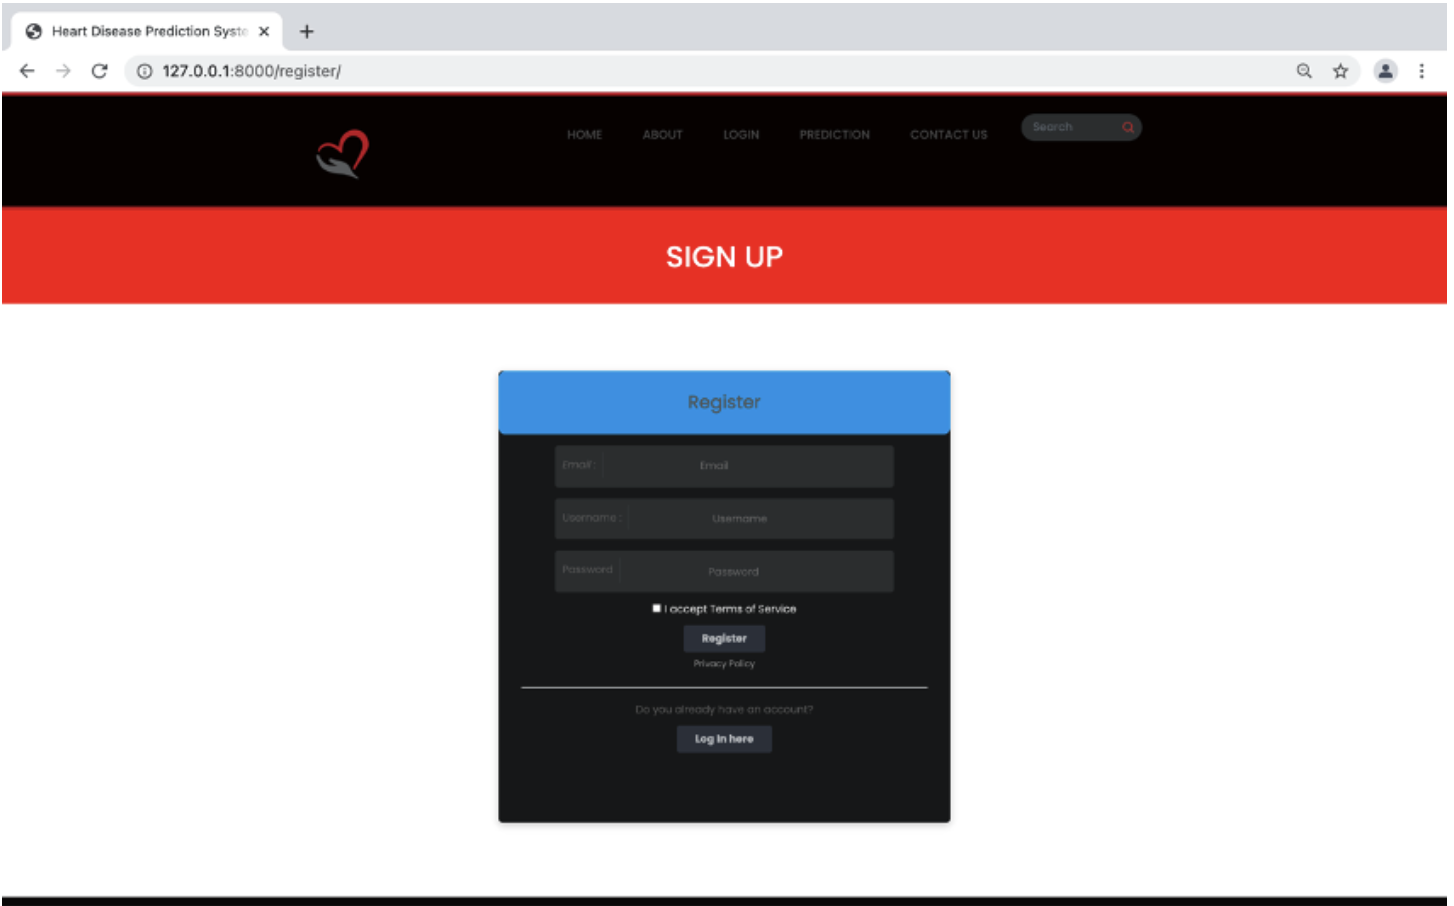 Heart Disease Prediction Syste
127.0.0.1:8000/register/
HOME ABOUT LOGIN PREDICTION CONTACT US Search
SIGN UP
Register
Email : Email
Username : Username
Password Password
I accept Terms of Service
Register
Privacy Policy
Do you already have an account?
Log in here